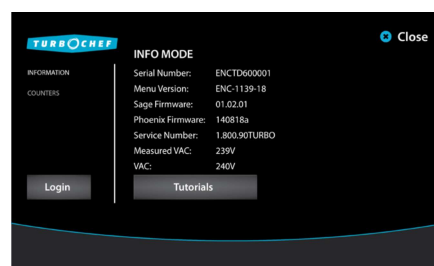 TURBOCHEF
Close
INFO MODE
INFORMATION
COUNTERS
Serial Number: ENCTD600001
Menu Version: ENC-1139-18
Sage Firmware: 01.02.01
Phoenix Firmware: 140818a
Service Number: 1.800.90TURBO
Measured VAC: 239V
VAC: 240V
Login
Tutorials